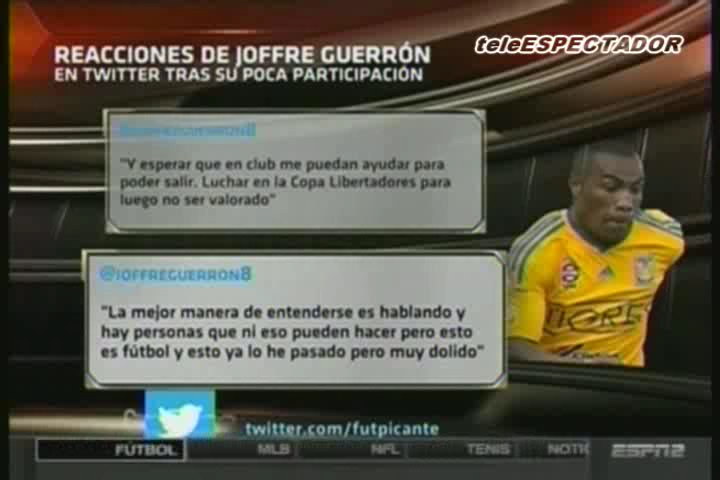 REACCIONES DE JOFFRE GUERRÓN
EN TWITTER TRAS SU POCA PARTICIPACIÓN
teleESPECTADOR
@JOFFREGUERRON8
"Y esperar que en club me puedan ayudar para
poder salir. Luchar en la Copa Libertadores para
luego no ser valorado"
@JOFFREGUERRON8
"La mejor manera de entenderse es hablando y
hay personas que ni eso pueden hacer pero esto
es fútbol y esto ya lo he pasado pero muy dolido"
TIGRES
twitter.com/futpicante
FÚTBOL MLB NFL TENIS NOTI ESPN2